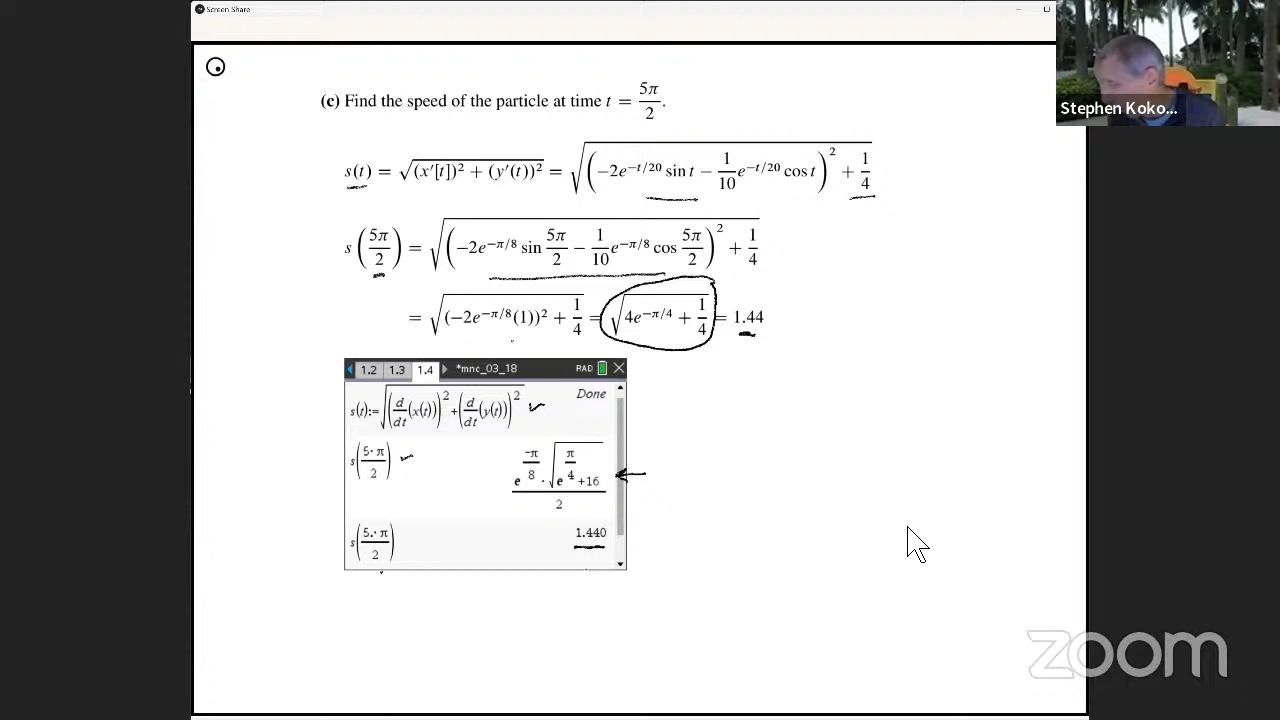 Screen Share
(c) Find the speed of the particle at time t = 5π/2.
s(t) = √((x′[t])² + (y′(t))²) = √((−2e^(−t/20) sin t − 1/10 e^(−t/20) cos t)² + 1/4)
s(5π/2) = √((−2e^(−π/8) sin 5π/2 − 1/10 e^(−π/8) cos 5π/2)² + 1/4)
= √((−2e^(−π/8)(1))² + 1/4) = √(4e^(−π/4) + 1/4) = 1.44
1.2 1.3 1.4 *mnc_03_18 RAD
s(t):=√((d/dt(x(t)))²+(d/dt(y(t)))²) Done
s(5·π/2) e^(−π/8)·√(e^(π/4)+16)/2
s(5.·π/2) 1.440
Stephen Koko...
zoom